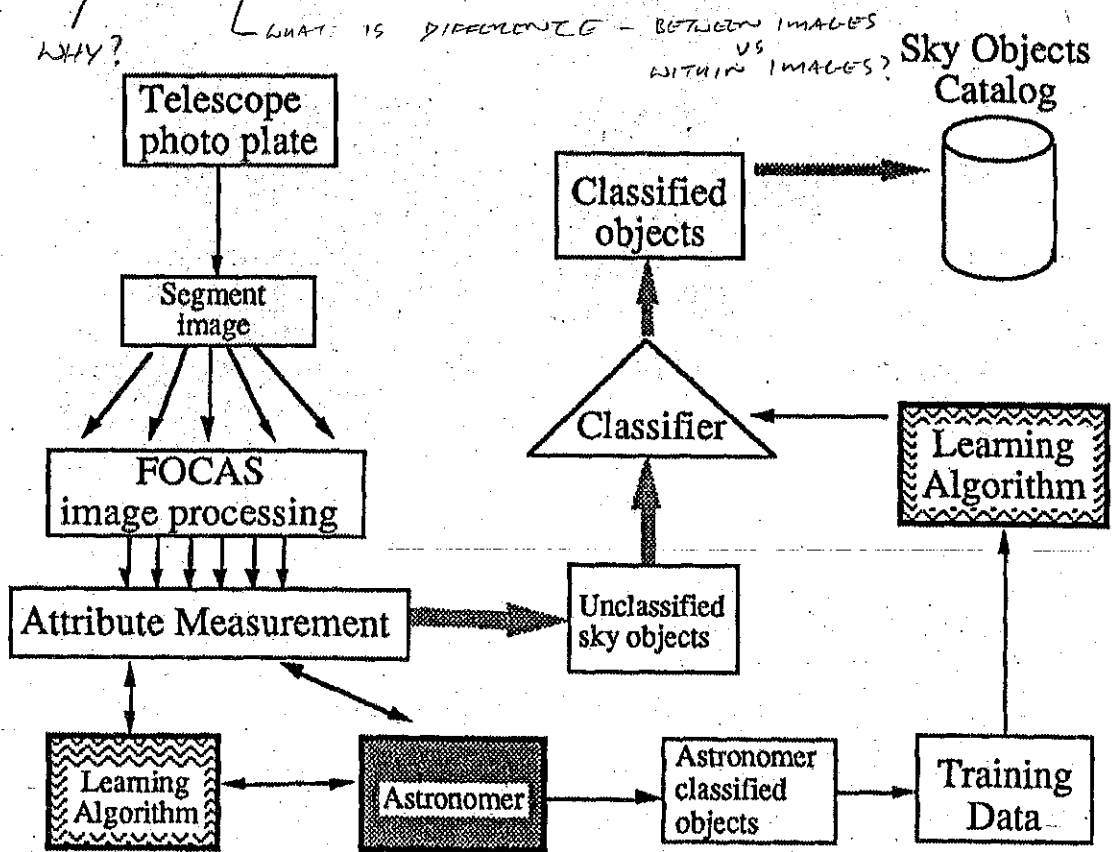 WHY?
WHAT IS DIFFERENCE - BETWEEN IMAGES
VS
WITHIN IMAGES?
Sky Objects
Catalog
Telescope
photo plate
Classified
objects
Segment
image
Classifier
Learning
Algorithm
FOCAS
image processing
Attribute Measurement
Unclassified
sky objects
Learning
Algorithm
Astronomer
Astronomer
classified
objects
Training
Data